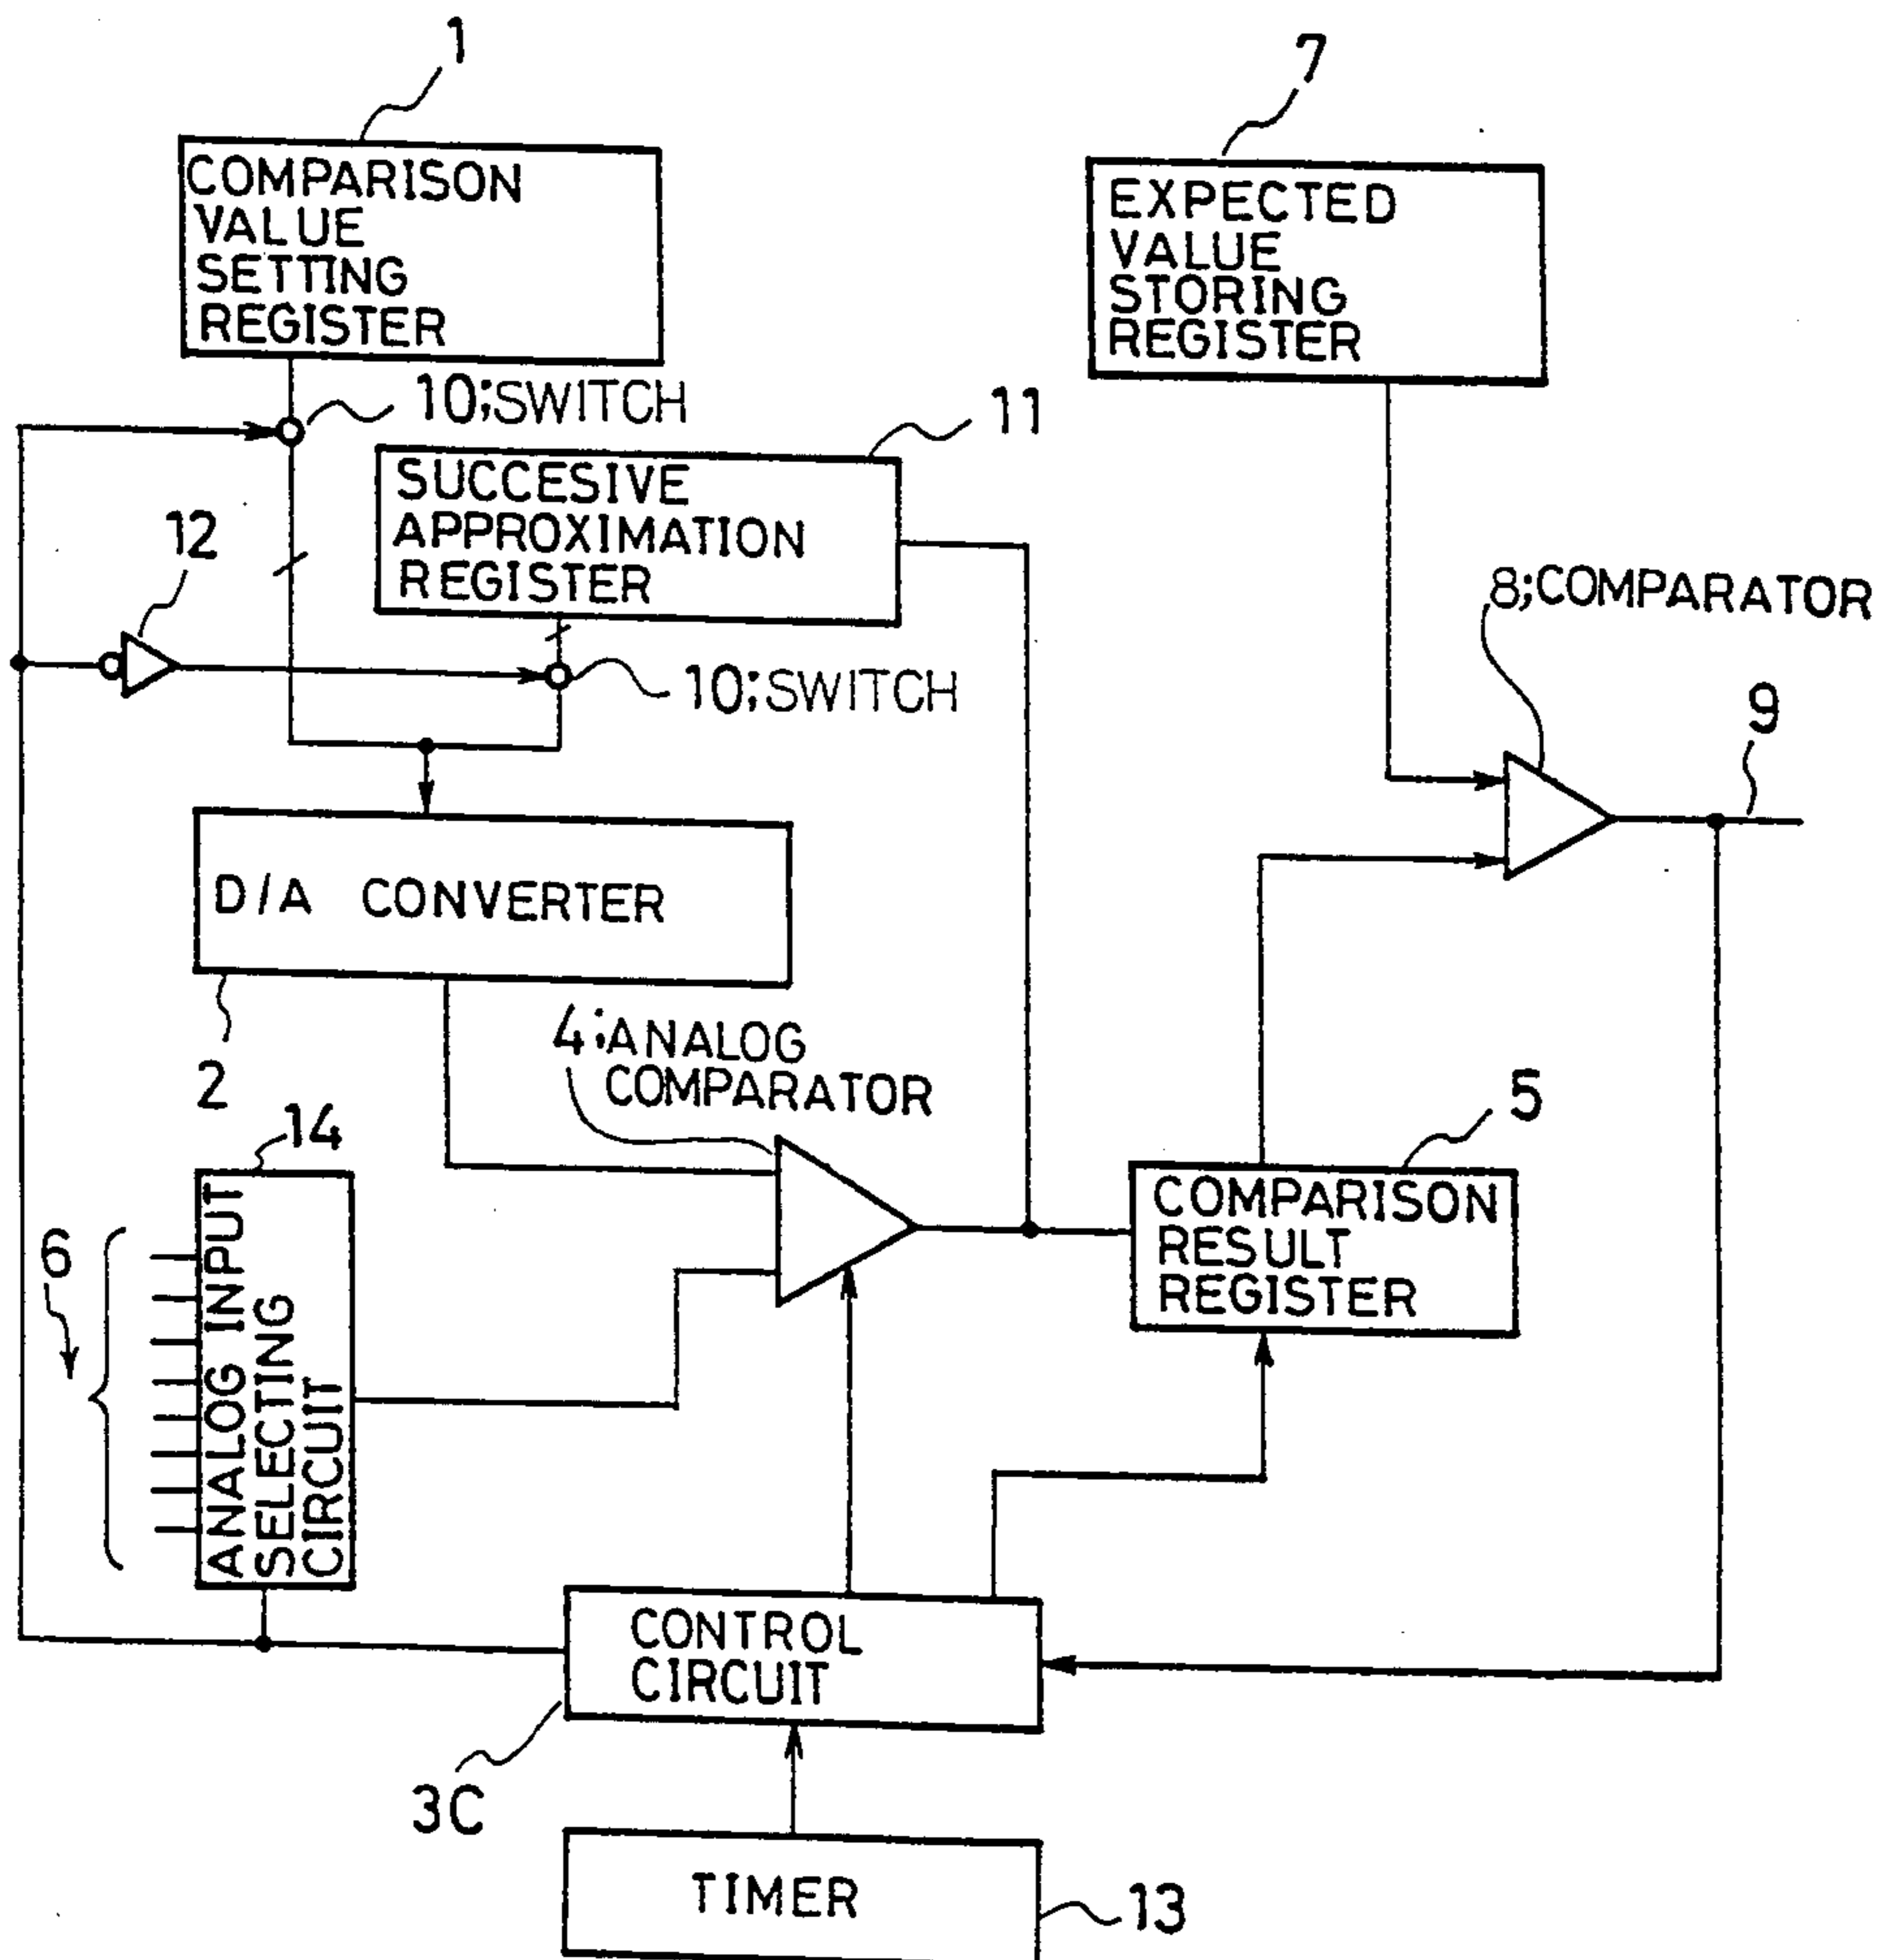 1
7
COMPARISON
VALUE
SETTING
REGISTER
EXPECTED
VALUE
STORING
REGISTER
10;SWITCH
11
SUCCESIVE
APPROXIMATION
REGISTER
12
8;COMPARATOR
10;SWITCH
9
D/A CONVERTER
2
4;ANALOG
COMPARATOR
14
5
COMPARISON
RESULT
REGISTER
6
ANALOG INPUT
SELECTING
CIRCUIT
CONTROL
CIRCUIT
3C
TIMER
13